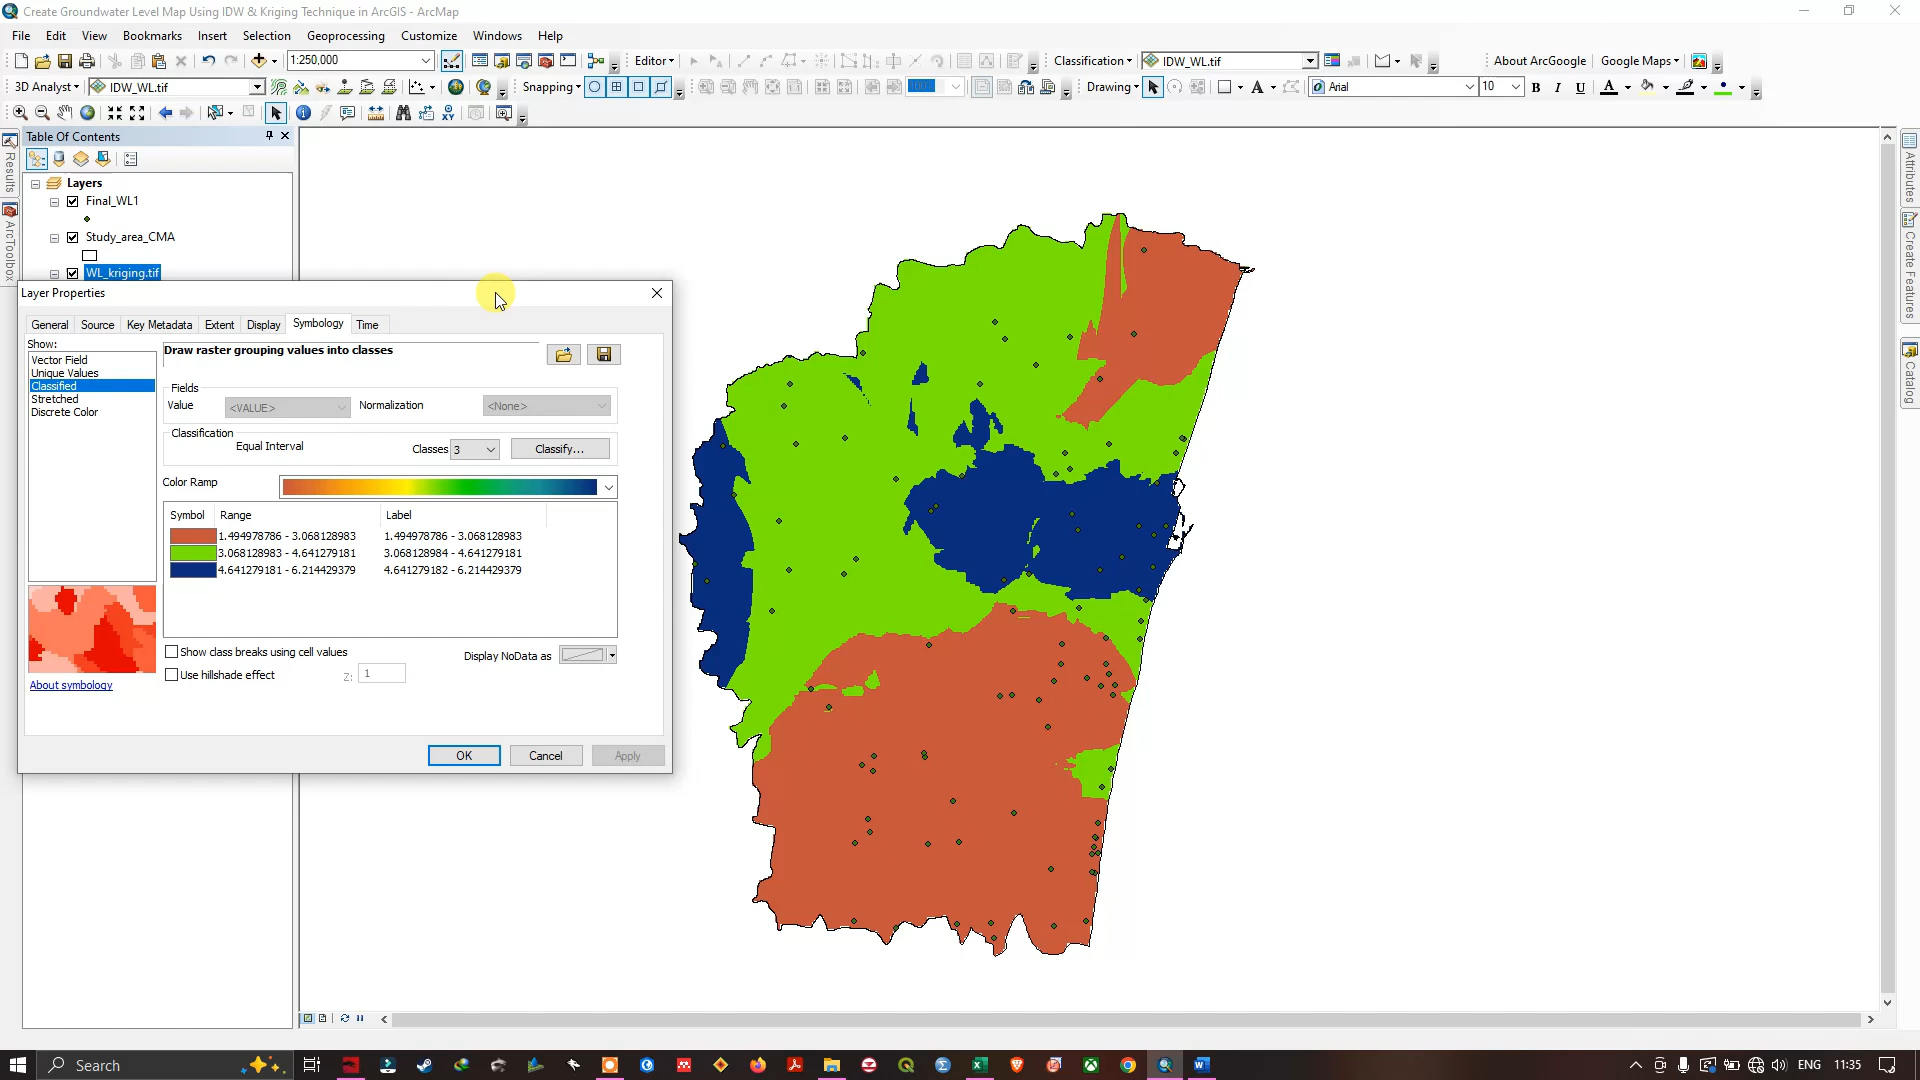 Create Groundwater Level Map Using IDW & Kriging Technique in ArcGIS - ArcMap
File Edit View Bookmarks Insert Selection Geoprocessing Customize Windows Help
1:250,000 Editor Classification IDW_WL.tif About ArcGoogle Google Maps
3D Analyst IDW_WL.tif Snapping 100% Drawing Arial 10 B I U A
Table Of Contents
Results
ArcToolbox
Layers
Final_WL1
Study_area_CMA
WL_kriging.tif
Layer Properties
General Source Key Metadata Extent Display Symbology Time
Show:
Vector Field
Unique Values
Classified
Stretched
Discrete Color
About symbology
Draw raster grouping values into classes
Fields
Value <VALUE> Normalization <None>
Classification
Equal Interval Classes 3 Classify...
Color Ramp
Symbol Range Label
1.494978786 - 3.068128983 1.494978786 - 3.068128983
3.068128983 - 4.641279181 3.068128984 - 4.641279181
4.641279181 - 6.214429379 4.641279182 - 6.214429379
Show class breaks using cell values Display NoData as
Use hillshade effect Z: 1
OK Cancel Apply
Attributes
Create Features
Catalog
Search
ENG 11:35